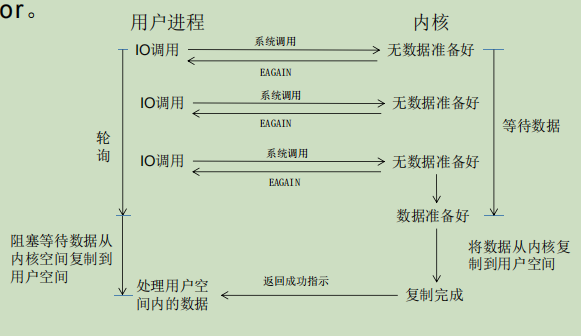 or。
用户进程 内核
IO调用 系统调用 无数据准备好
EAGAIN
IO调用 系统调用 无数据准备好
EAGAIN
轮
询
等待数据
IO调用 系统调用 无数据准备好
EAGAIN
数据准备好
阻塞等待数据从
内核空间复制到
用户空间
将数据从内核复
制到用户空间
处理用户空
间内的数据
返回成功指示
复制完成